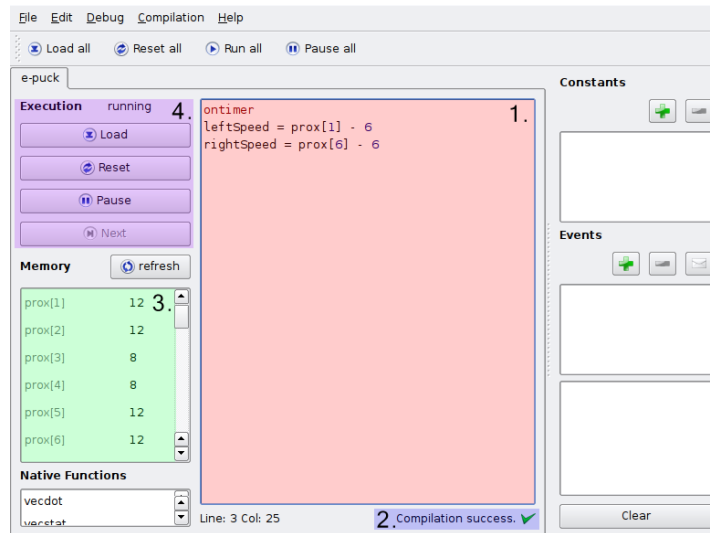 File Edit Debug Compilation Help
Load all Reset all Run all Pause all
e-puck
Execution running 4.
Load
Reset
Pause
Next
Memory refresh
prox[1] 12 3.
prox[2] 12
prox[3] 8
prox[4] 8
prox[5] 12
prox[6] 12
Native Functions
vecdot
vecstat
ontimer 1.
leftSpeed = prox[1] - 6
rightSpeed = prox[6] - 6
Line: 3 Col: 25 2. Compilation success.
Constants
Events
Clear